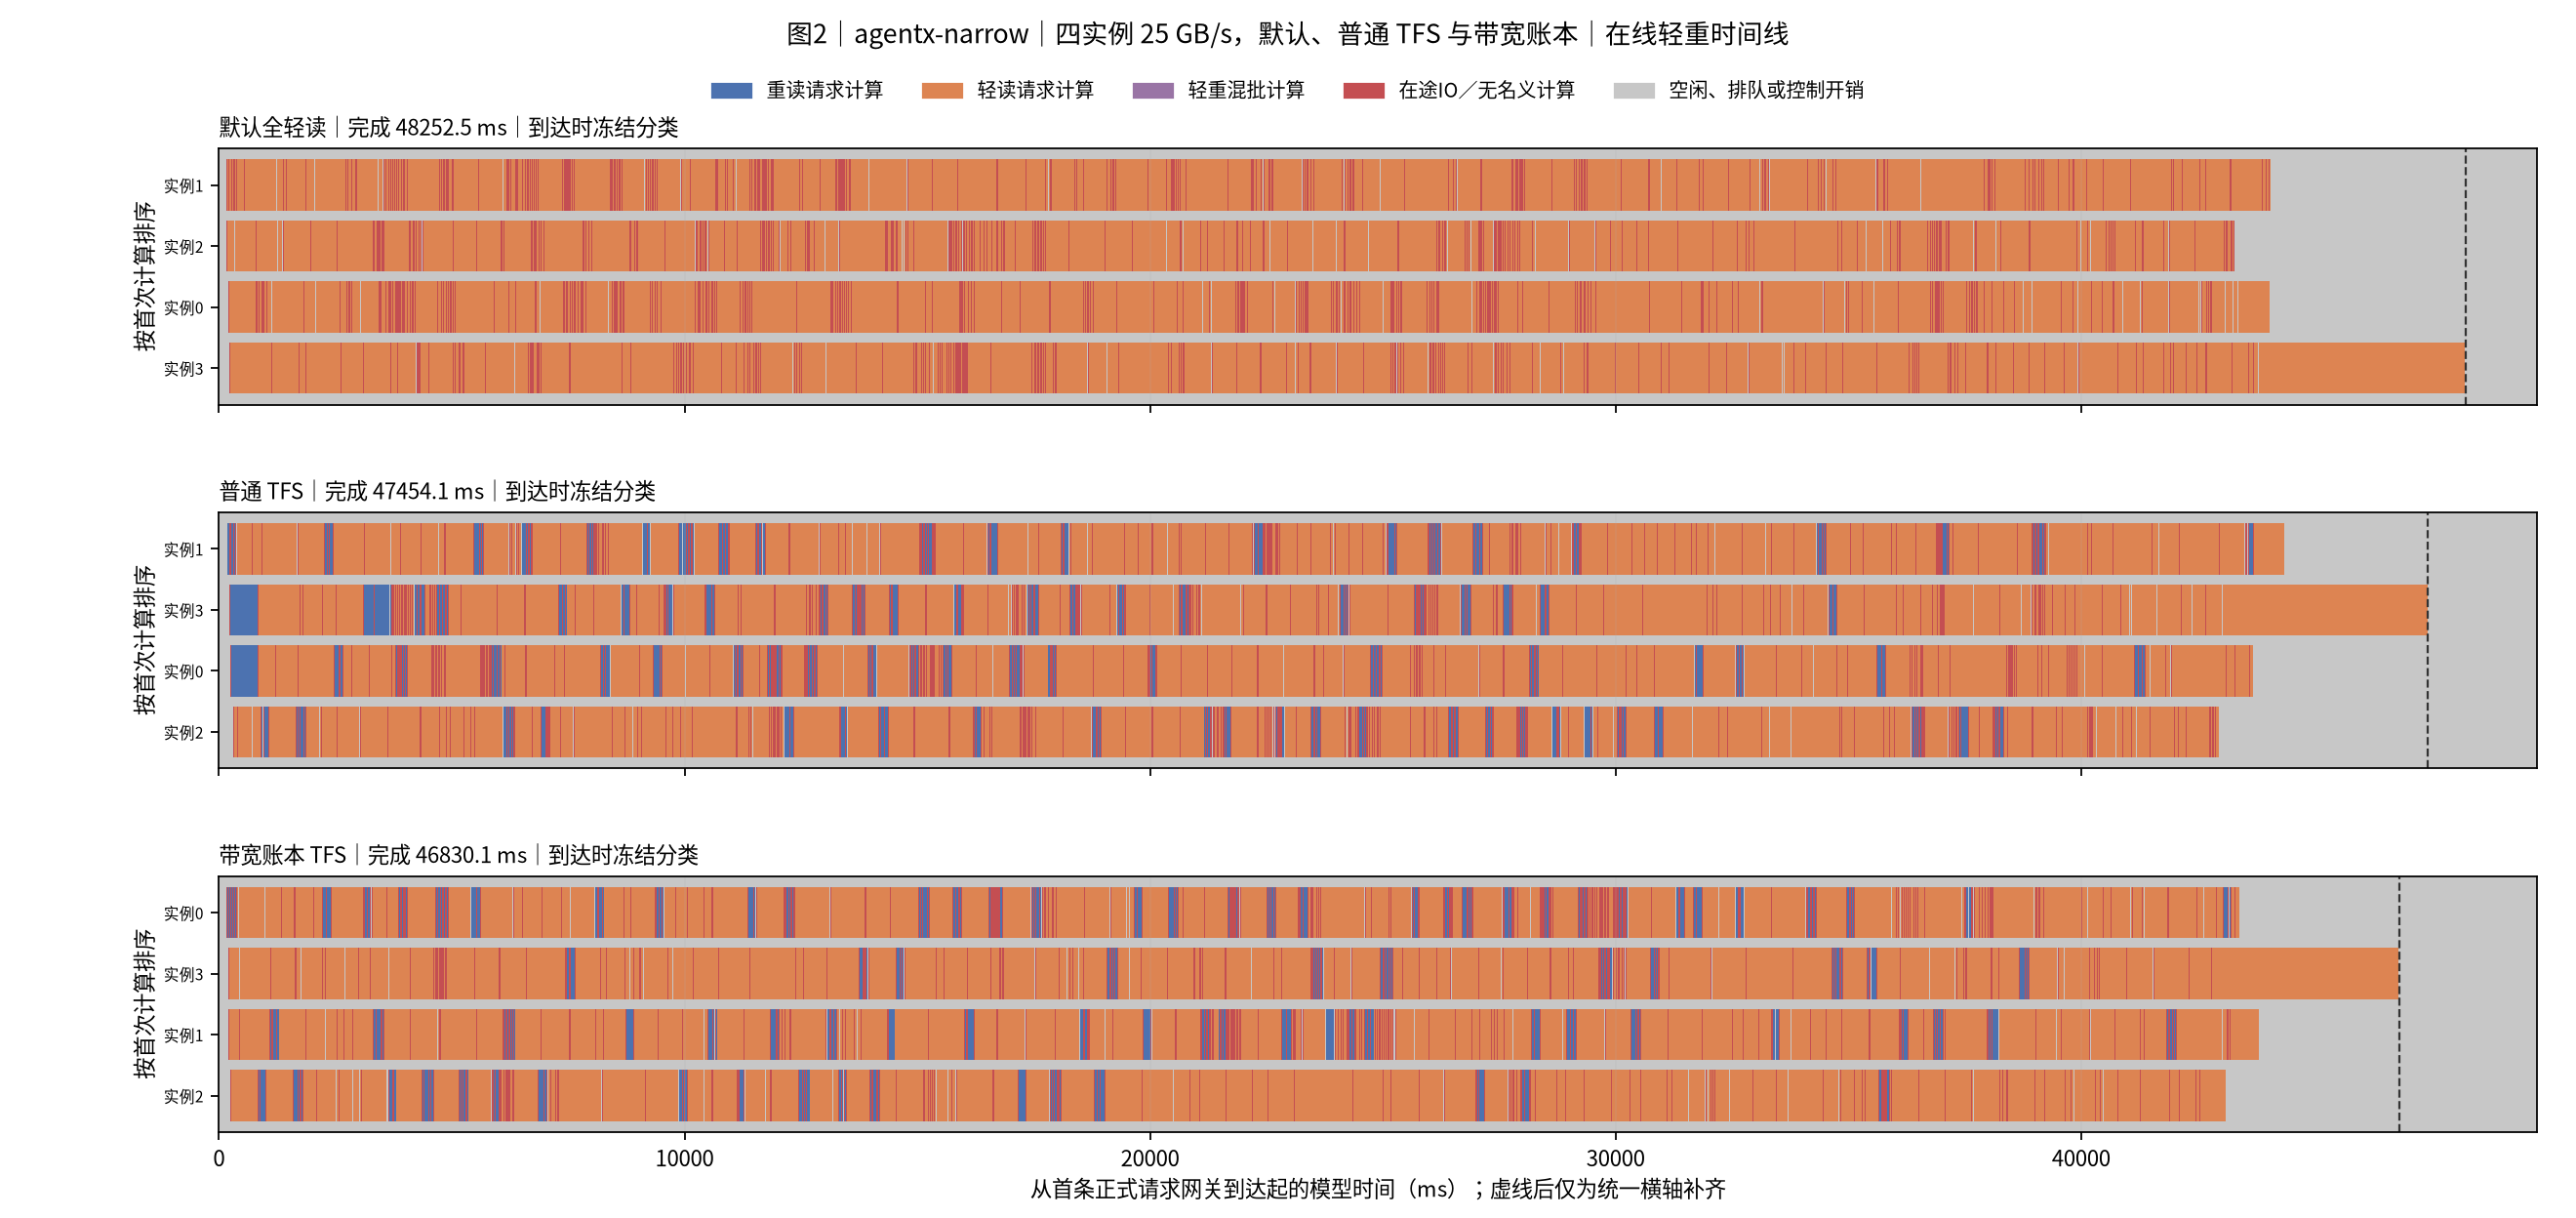 图2｜agentx-narrow｜四实例 25 GB/s，默认、普通 TFS 与带宽账本｜在线轻重时间线
重读请求计算 轻读请求计算 轻重混批计算 在途IO／无名义计算 空闲、排队或控制开销
默认全轻读｜完成 48252.5 ms｜到达时冻结分类
按首次计算排序
实例1
实例2
实例0
实例3
普通 TFS｜完成 47454.1 ms｜到达时冻结分类
按首次计算排序
实例1
实例3
实例0
实例2
带宽账本 TFS｜完成 46830.1 ms｜到达时冻结分类
按首次计算排序
实例0
实例3
实例1
实例2
0 10000 20000 30000 40000
从首条正式请求网关到达起的模型时间（ms）；虚线后仅为统一横轴补齐